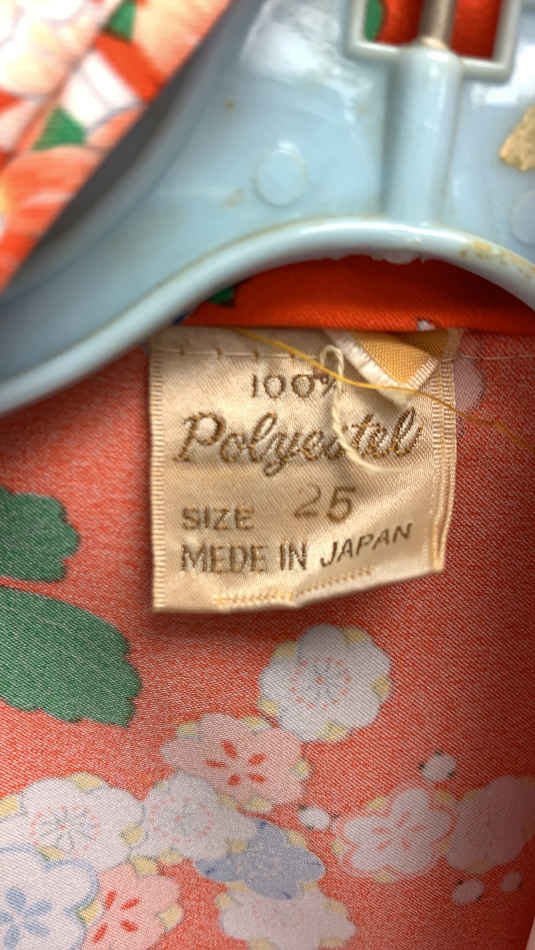 100%
Polyestel
SIZE 25
MEDE IN JAPAN